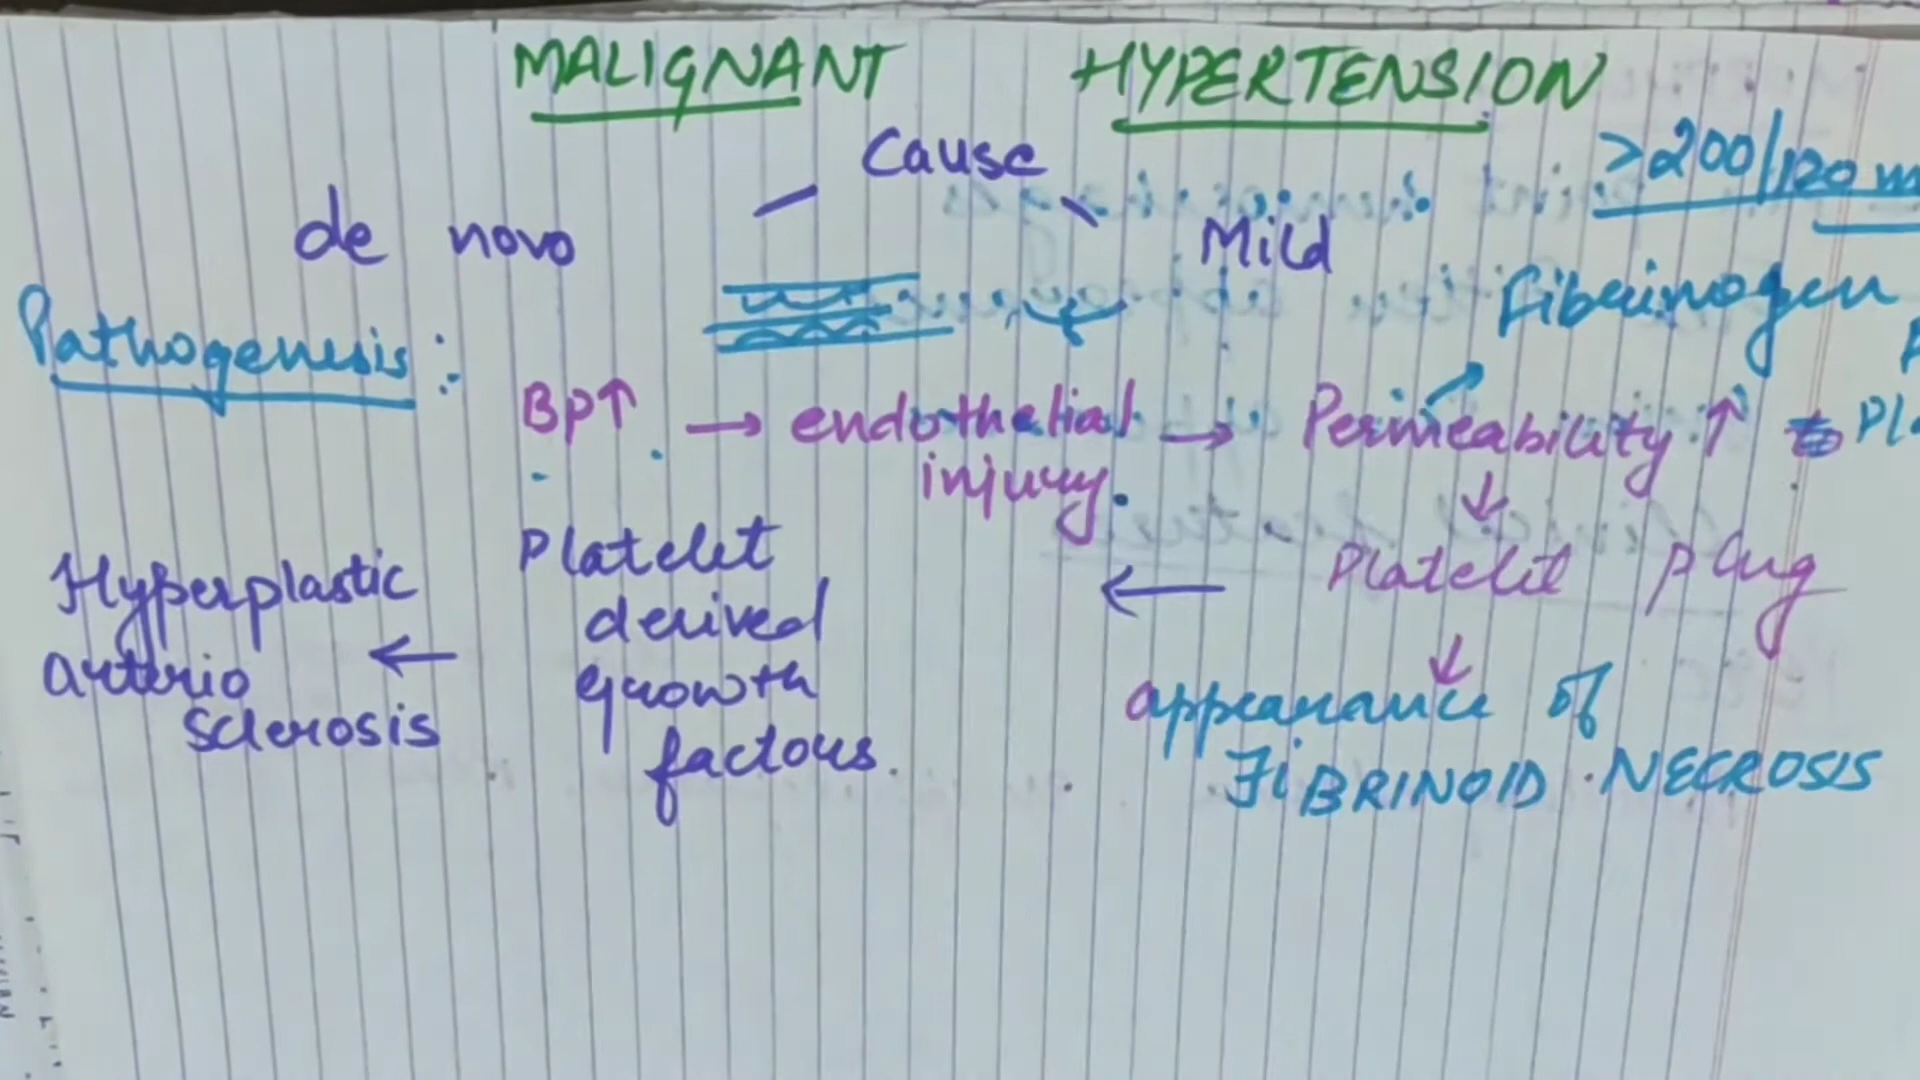 MALIGNANT HYPERTENSION
Cause
>200/120 m
de novo
Mild
Fibrinogen
Pathogenesis:
BP↑ → endothelial injury. → Permeability ↑ Pla
↓
Platelet plug
←
Platelet
derived
growth
factors.
←
Hyperplastic
arterio
sclerosis
↓
appearance of
FIBRINOID NECROSIS